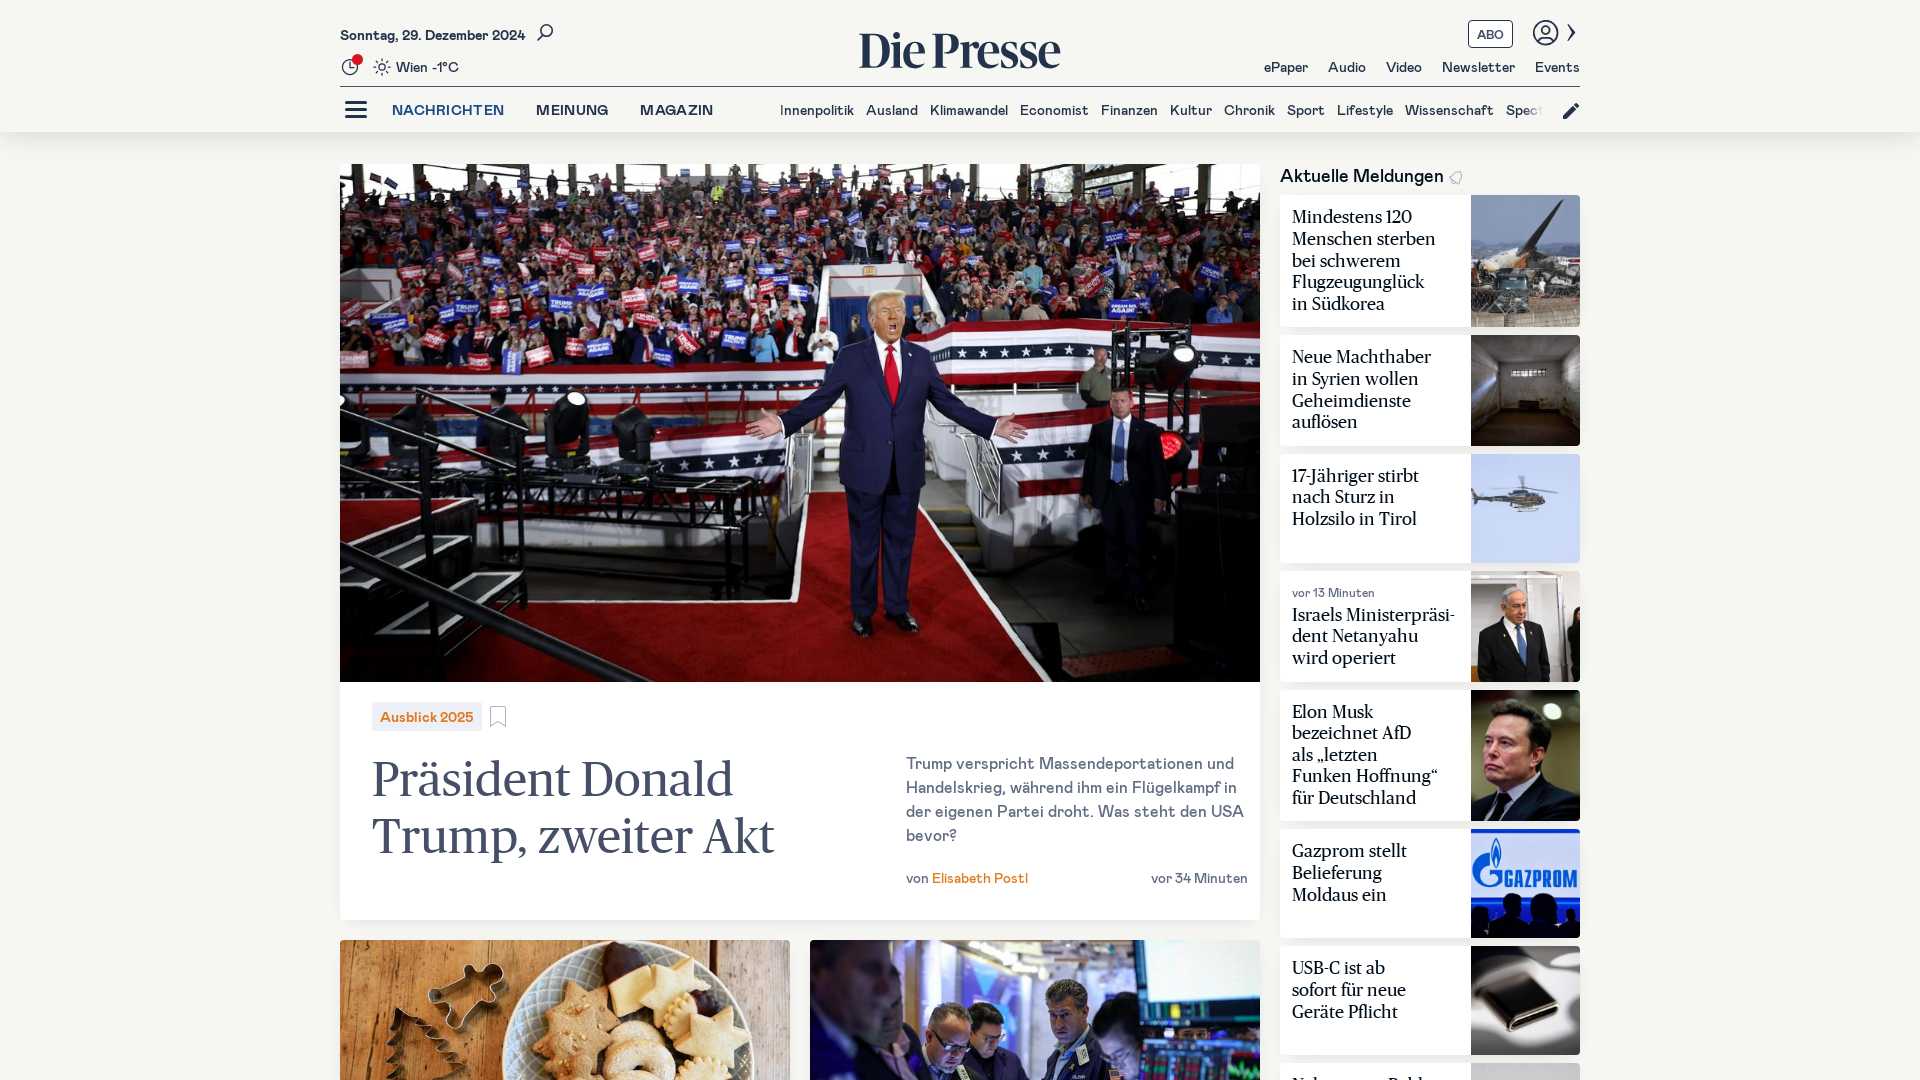 Sonntag, 29. Dezember 2024
Wien -1°C
Die Presse
ABO
ePaper Audio Video Newsletter Events
NACHRICHTEN MEINUNG MAGAZIN
Innenpolitik Ausland Klimawandel Economist Finanzen Kultur Chronik Sport Lifestyle Wissenschaft Spect
Ausblick 2025
Präsident Donald
Trump, zweiter Akt
Trump verspricht Massendeportationen und
Handelskrieg, während ihm ein Flügelkampf in
der eigenen Partei droht. Was steht den USA
bevor?
von Elisabeth Postl
vor 34 Minuten
Aktuelle Meldungen
Mindestens 120
Menschen sterben
bei schwerem
Flugzeugunglück
in Südkorea
Neue Machthaber
in Syrien wollen
Geheimdienste
auflösen
17-Jähriger stirbt
nach Sturz in
Holzsilo in Tirol
vor 13 Minuten
Israels Ministerpräsi-
dent Netanyahu
wird operiert
Elon Musk
bezeichnet AfD
als „letzten
Funken Hoffnung“
für Deutschland
Gazprom stellt
Belieferung
Moldaus ein
GAZPROM
USB-C ist ab
sofort für neue
Geräte Pflicht